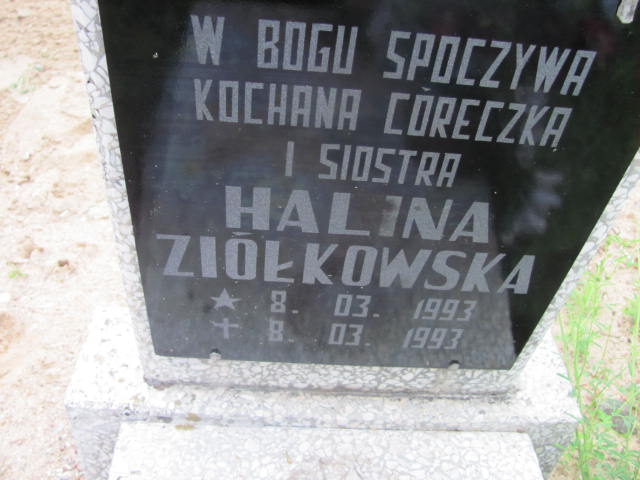 W BOGU SPOCZYWA
KOCHANA CÓRECZKA
I SIOSTRA
HALINA
ZIÓŁKOWSKA
★ 8. 03. 1993
✝ 8. 03. 1993